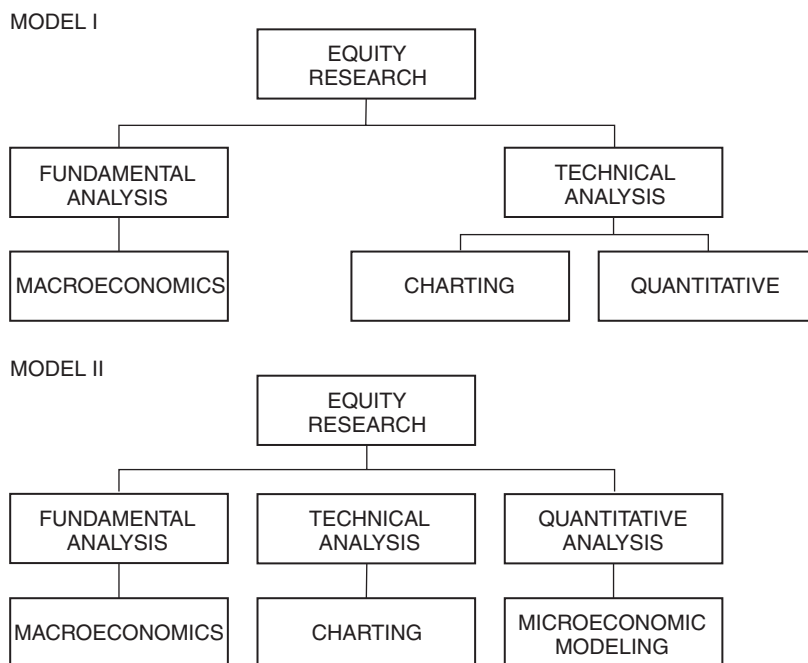 MODEL I
EQUITY
RESEARCH
FUNDAMENTAL
ANALYSIS
TECHNICAL
ANALYSIS
MACROECONOMICS
CHARTING
QUANTITATIVE
MODEL II
EQUITY
RESEARCH
FUNDAMENTAL
ANALYSIS
TECHNICAL
ANALYSIS
QUANTITATIVE
ANALYSIS
MACROECONOMICS
CHARTING
MICROECONOMIC
MODELING